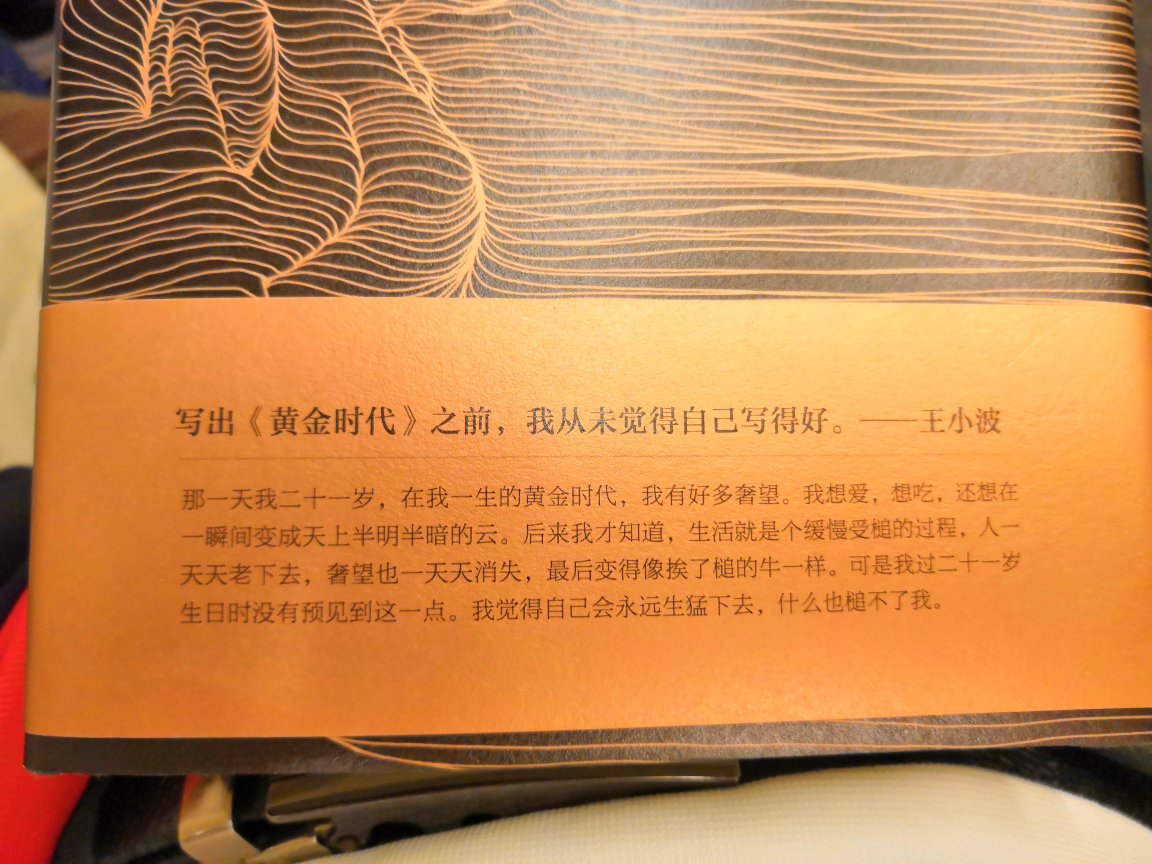 写出《黄金时代》之前，我从未觉得自己写得好。——王小波
那一天我二十一岁，在我一生的黄金时代，我有好多奢望。我想爱，想吃，还想在
一瞬间变成天上半明半暗的云。后来我才知道，生活就是个缓慢受槌的过程，人一
天天老下去，奢望也一天天消失，最后变得像挨了槌的牛一样。可是我过二十一岁
生日时没有预见到这一点。我觉得自己会永远生猛下去，什么也槌不了我。